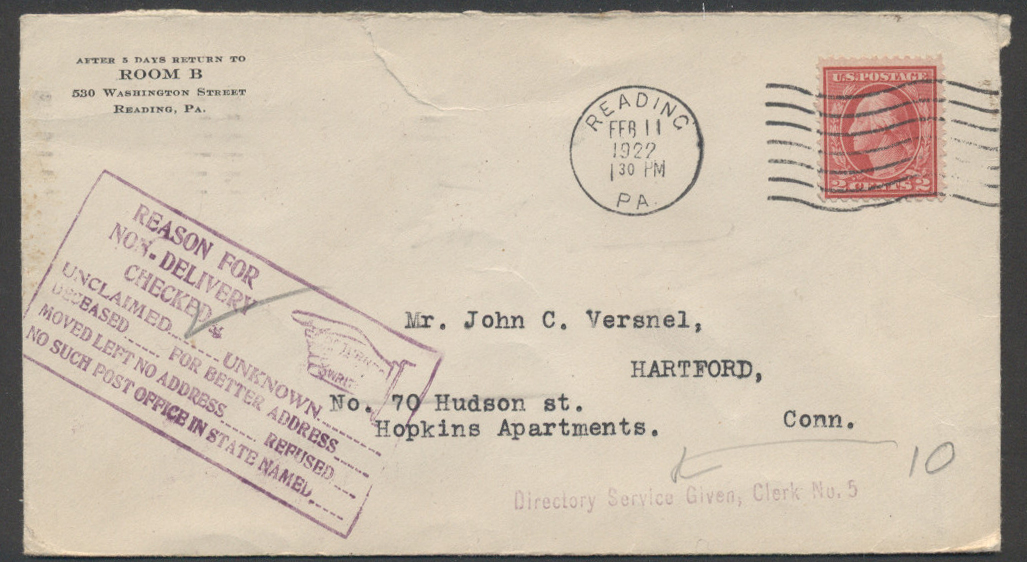 AFTER 5 DAYS RETURN TO
ROOM B
530 WASHINGTON STREET
READING, PA.
READING
FEB 11
1922
1 30 PM
PA.
U.S. POSTAGE
2 CENTS 2
REASON FOR
NON-DELIVERY
CHECKED
UNCLAIMED........UNKNOWN........
DECEASED......FOR BETTER ADDRESS......
MOVED LEFT NO ADDRESS......REFUSED......
NO SUCH POST OFFICE IN STATE NAMED......
Mr. John C. Versnel,
HARTFORD,
No. 70 Hudson st.
Hopkins Apartments.
Conn.
10
Directory Service Given, Clerk No. 5